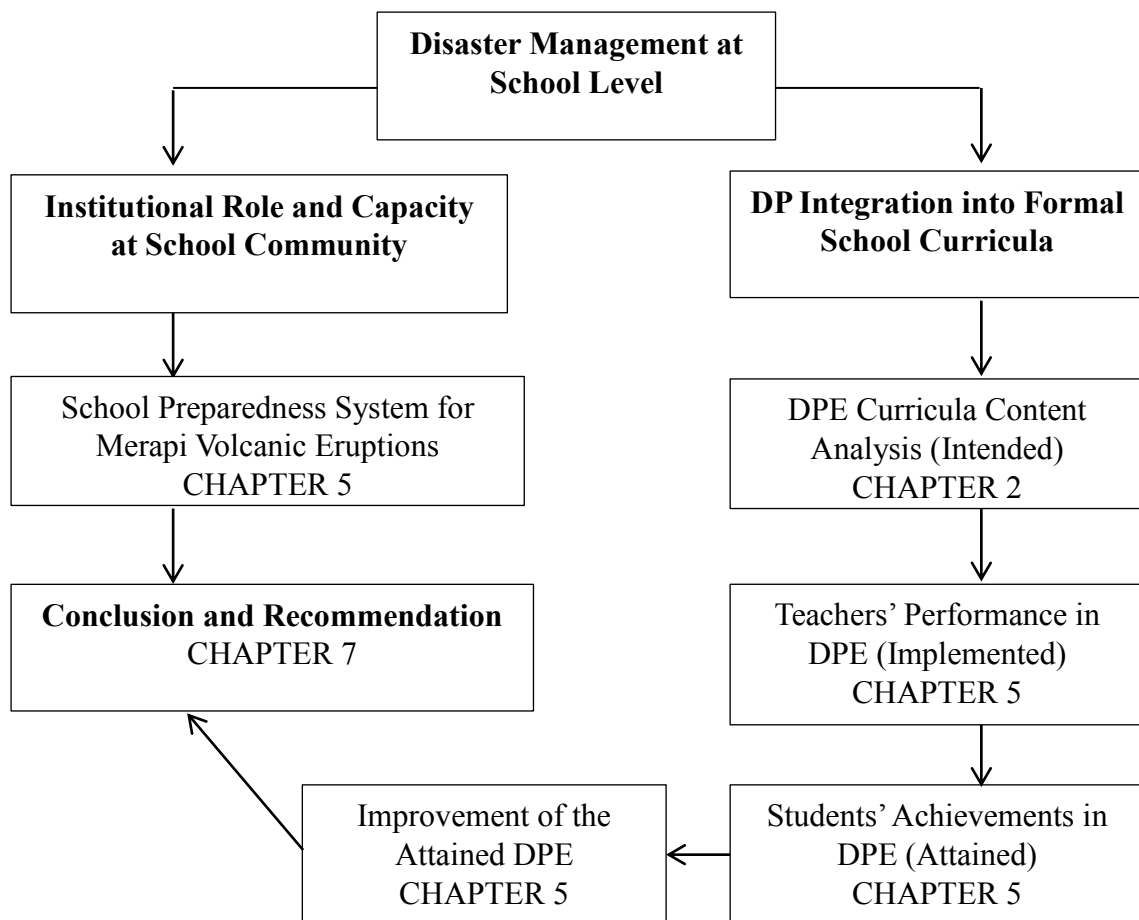 Disaster Management at
School Level
Institutional Role and Capacity
at School Community
DP Integration into Formal
School Curricula
School Preparedness System for
Merapi Volcanic Eruptions
CHAPTER 5
DPE Curricula Content
Analysis (Intended)
CHAPTER 2
Conclusion and Recommendation
CHAPTER 7
Teachers’ Performance in
DPE (Implemented)
CHAPTER 5
Improvement of the
Attained DPE
CHAPTER 5
Students’ Achievements in
DPE (Attained)
CHAPTER 5